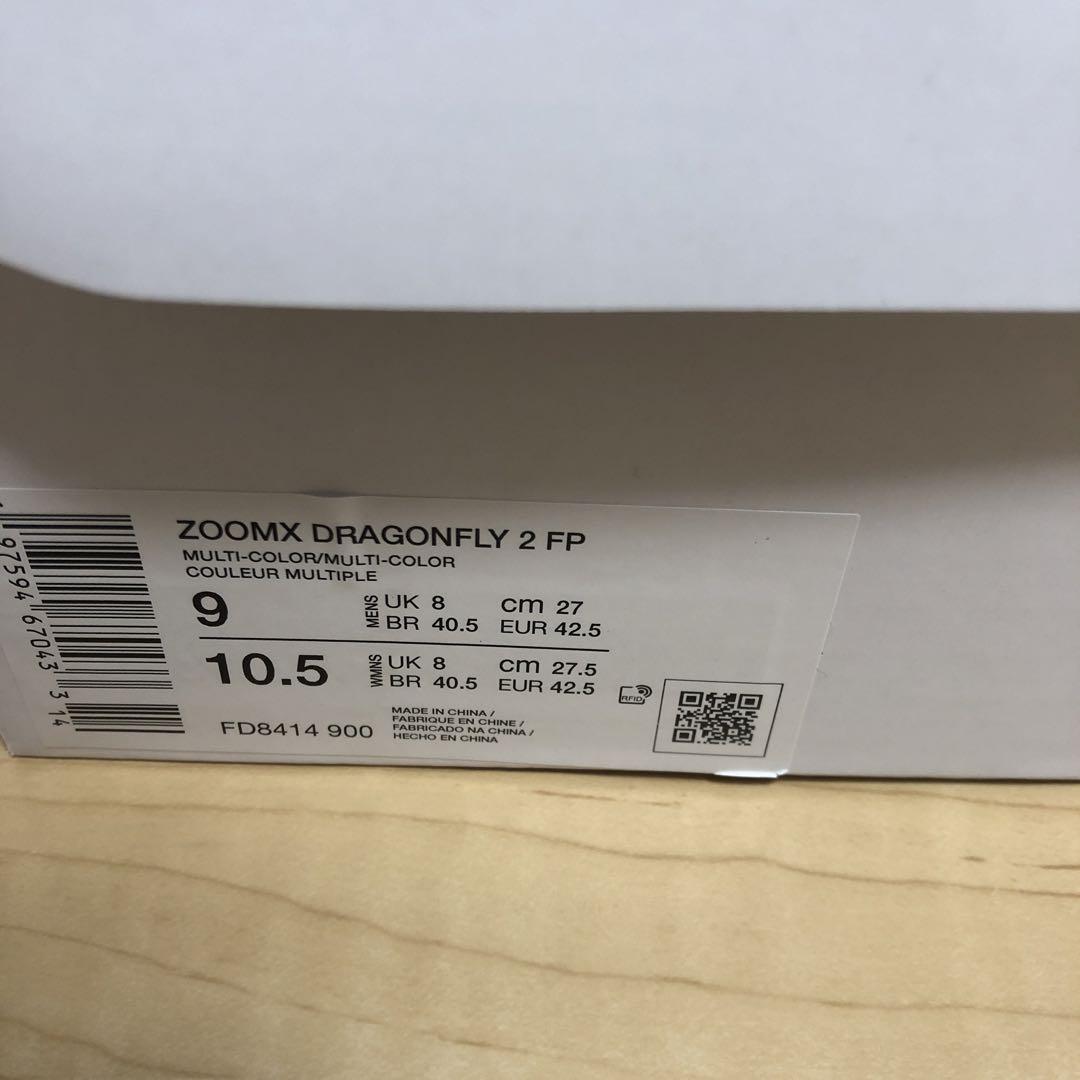 ZOOMX DRAGONFLY 2 FP
MULTI-COLOR/MULTI-COLOR
COULEUR MULTIPLE
9 MENS UK 8 cm 27
BR 40.5 EUR 42.5
10.5 WMNS UK 8 cm 27.5
BR 40.5 EUR 42.5
RFID
FD8414 900
MADE IN CHINA /
FABRIQUE EN CHINE /
FABRICADO NA CHINA /
HECHO EN CHINA
97594 67043 3 14